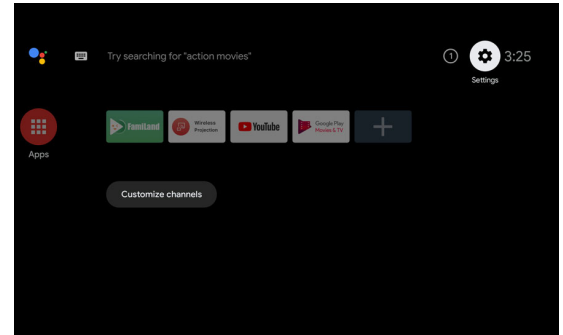 Try searching for "action movies"
1
3:25
Settings
FamiLand
Wireless
Projection
YouTube
Google Play
Movies & TV
Apps
Customize channels